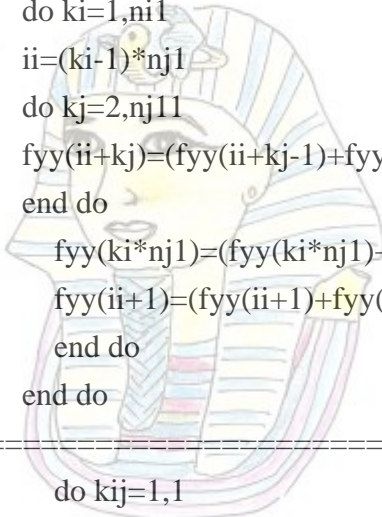 do ki=1,ni1
ii=(ki-1)*nj1
do kj=2,nj11
fyy(ii+kj)=(fyy(ii+kj-1)+fyy
end do
fyy(ki*nj1)=(fyy(ki*nj1)+
fyy(ii+1)=(fyy(ii+1)+fyy(
end do
end do
==============================
do kij=1,1